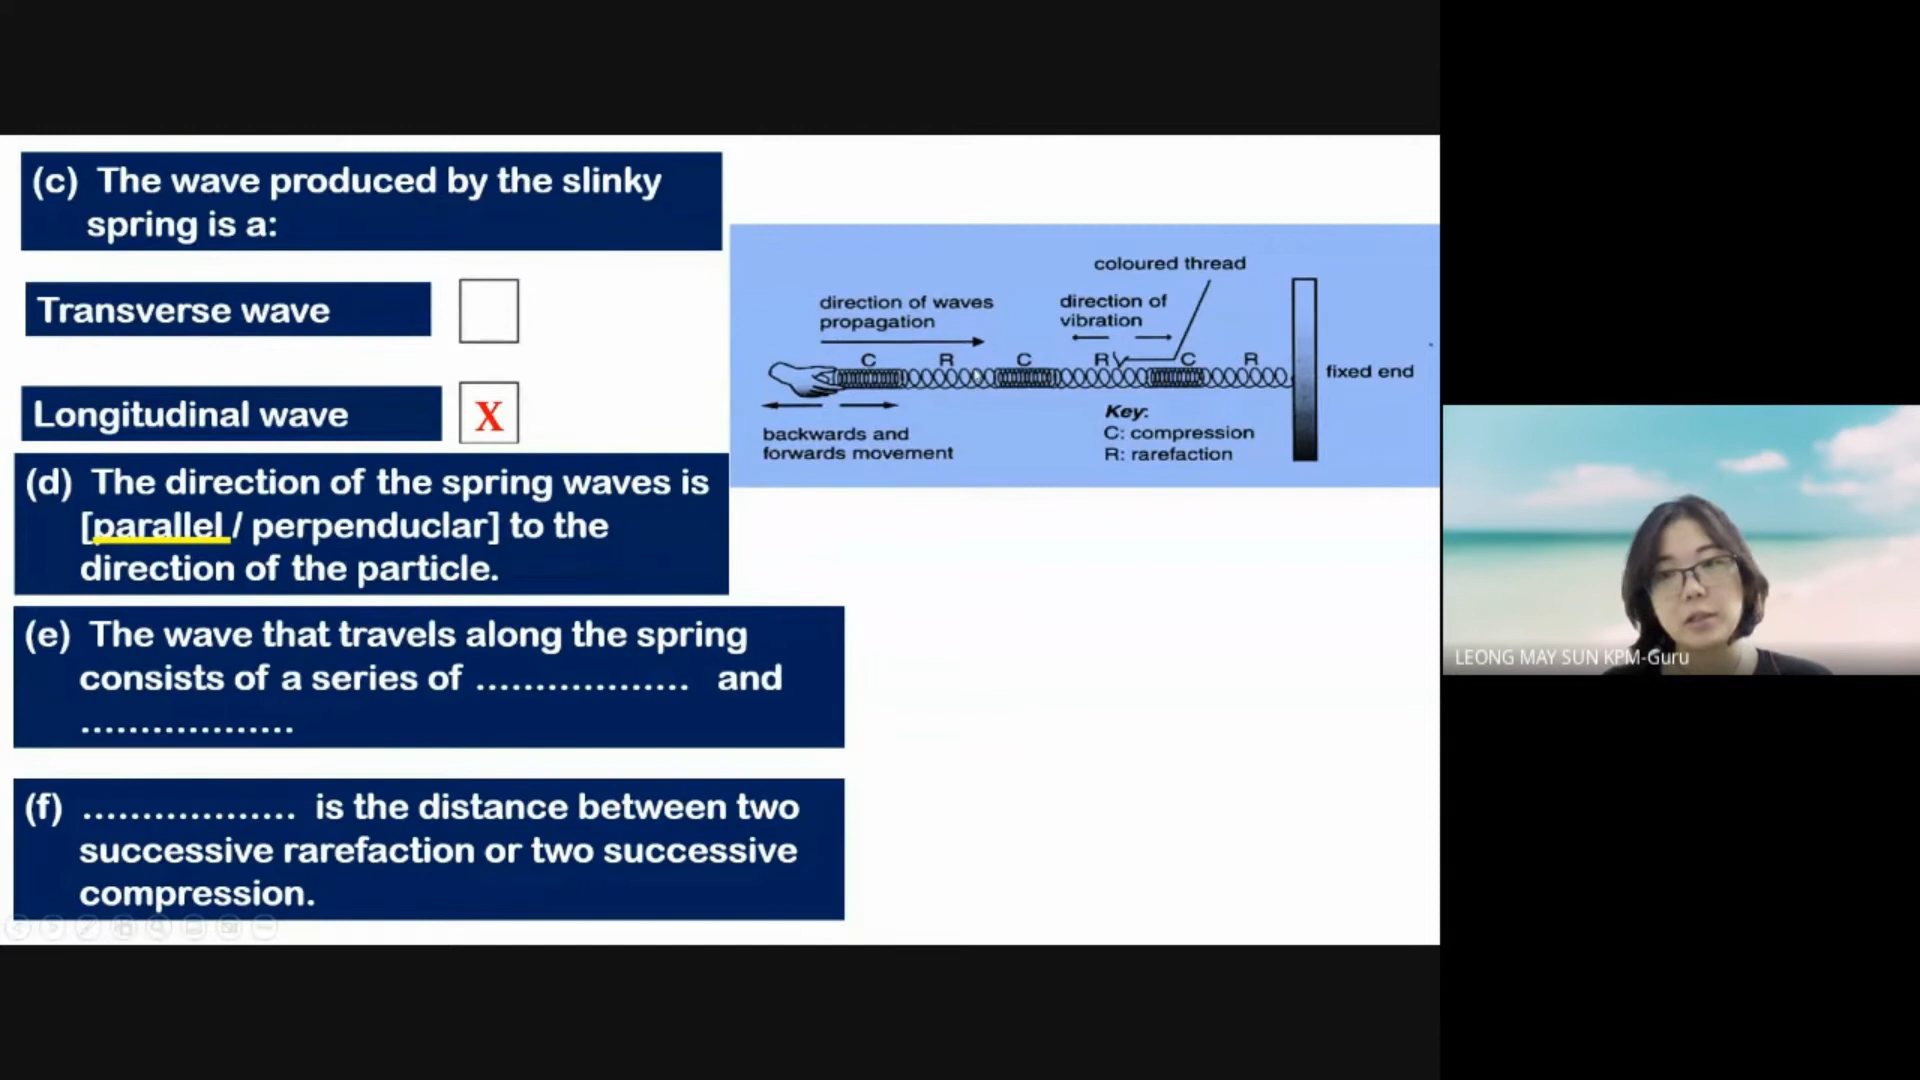 (c) The wave produced by the slinky
spring is a:
Transverse wave
Longitudinal wave X
(d) The direction of the spring waves is
[parallel / perpenduclar] to the
direction of the particle.
(e) The wave that travels along the spring
consists of a series of .................. and
..................
(f) .................. is the distance between two
successive rarefaction or two successive
compression.
coloured thread
direction of waves
propagation
direction of
vibration
C R C R C R
fixed end
backwards and
forwards movement
Key:
C: compression
R: rarefaction
LEONG MAY SUN KPM-Guru